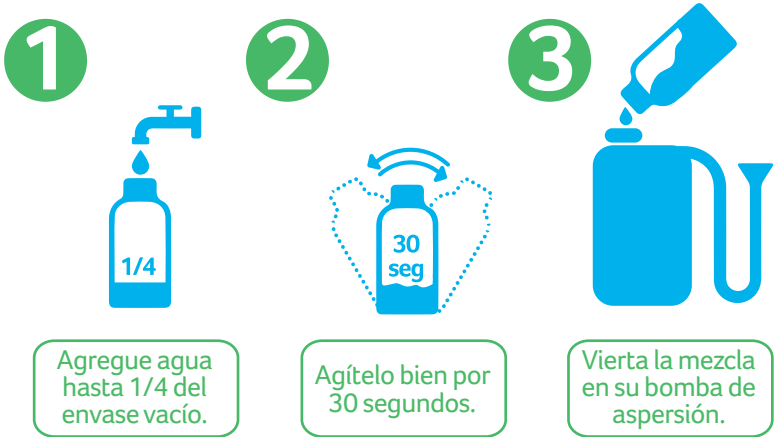 1
2
3
1/4
30
seg
Agregue agua
hasta 1/4 del
envase vacío.
Agítelo bien por
30 segundos.
Vierta la mezcla
en su bomba de
aspersión.